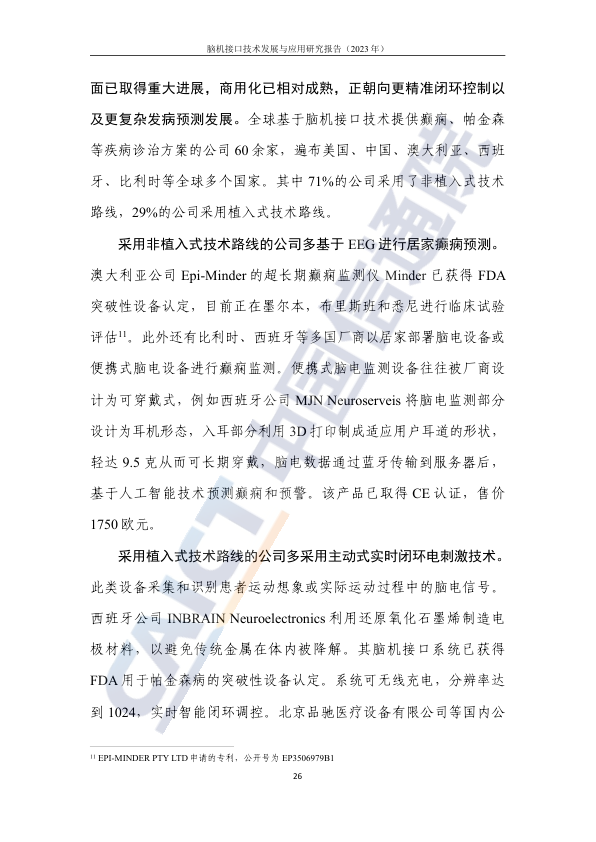 脑机接口技术发展与应用研究报告（2023 年）
面已取得重大进展，商用化已相对成熟，正朝向更精准闭环控制以
及更复杂发病预测发展。全球基于脑机接口技术提供癫痫、帕金森
等疾病诊治方案的公司 60 余家，遍布美国、中国、澳大利亚、西班
牙、比利时等全球多个国家。其中 71%的公司采用了非植入式技术
路线，29%的公司采用植入式技术路线。
采用非植入式技术路线的公司多基于 EEG 进行居家癫痫预测。
澳大利亚公司 Epi-Minder 的超长期癫痫监测仪 Minder 已获得 FDA
突破性设备认定，目前正在墨尔本，布里斯班和悉尼进行临床试验
评估¹¹。此外还有比利时、西班牙等多国厂商以居家部署脑电设备或
便携式脑电设备进行癫痫监测。便携式脑电监测设备往往被厂商设
计为可穿戴式，例如西班牙公司 MJN Neuroserveis 将脑电监测部分
设计为耳机形态，入耳部分利用 3D 打印制成适应用户耳道的形状，
轻达 9.5 克从而可长期穿戴，脑电数据通过蓝牙传输到服务器后，
基于人工智能技术预测癫痫和预警。该产品已取得 CE 认证，售价
1750 欧元。
采用植入式技术路线的公司多采用主动式实时闭环电刺激技术。
此类设备采集和识别患者运动想象或实际运动过程中的脑电信号。
西班牙公司 INBRAIN Neuroelectronics 利用还原氧化石墨烯制造电
极材料，以避免传统金属在体内被降解。其脑机接口系统已获得
FDA 用于帕金森病的突破性设备认定。系统可无线充电，分辨率达
到 1024，实时智能闭环调控。北京品驰医疗设备有限公司等国内公
¹¹ EPI-MINDER PTY LTD 申请的专利，公开号为 EP3506979B1
26
CAICT 中国信通院